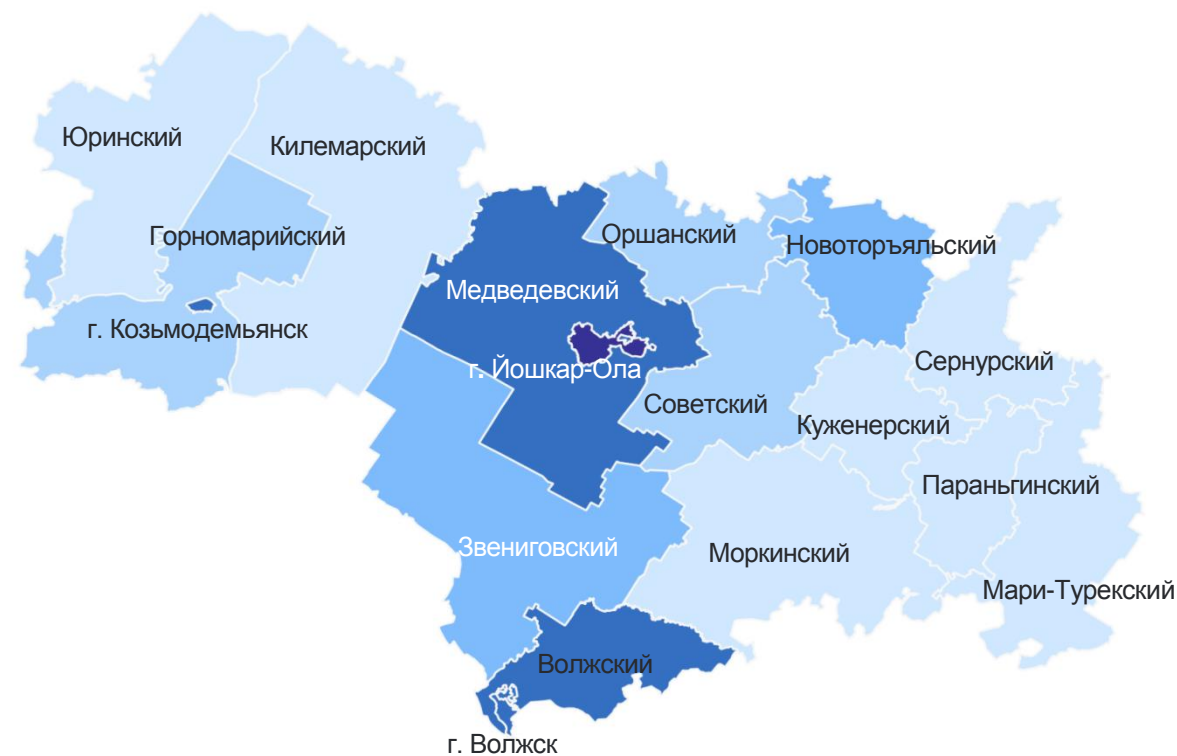 Юринский
Килемарский
Горномарийский
Оршанский
Новоторъяльский
Медведевский
г. Козьмодемьянск
г. Йошкар-Ола
Сернурский
Советский
Куженерский
Параньгинский
Звениговский
Моркинский
Мари-Турекский
Волжский
г. Волжск